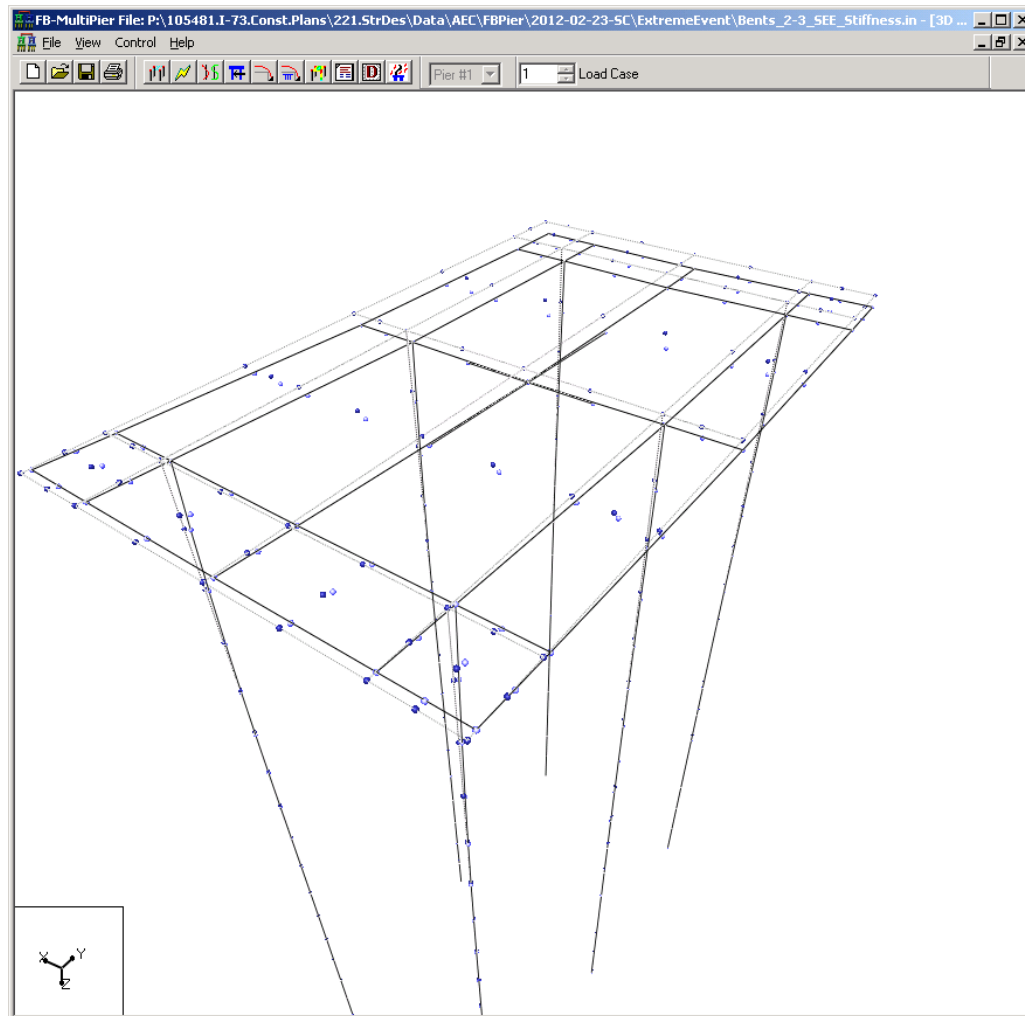 FB-MultiPier File: P:\105481.I-73.Const.Plans\221.StrDes\Data\AEC\FBPier\2012-02-23-SC\ExtremeEvent\Bents_2-3_SEE_Stiffness.in - [3D ...
File View Control Help
Pier #1 1 Load Case
X Y
Z